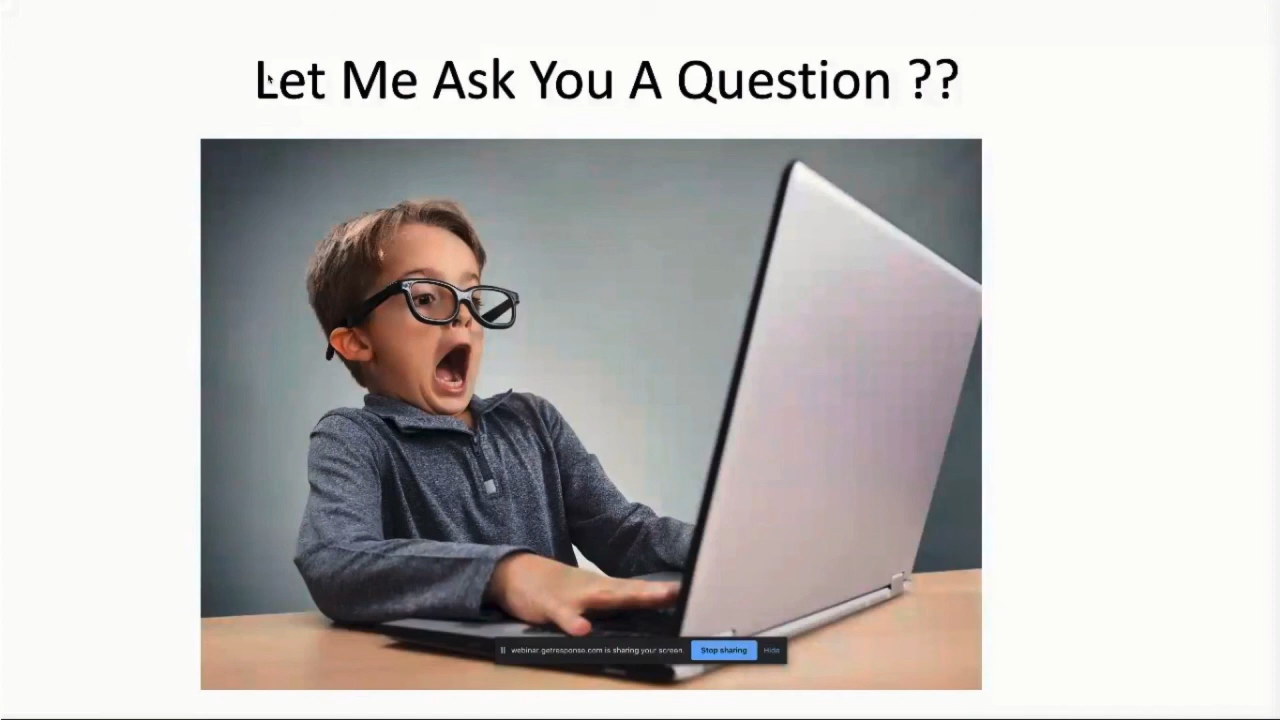 Let Me Ask You A Question ??
webinar.getresponse.com is sharing your screen. Stop sharing Hide